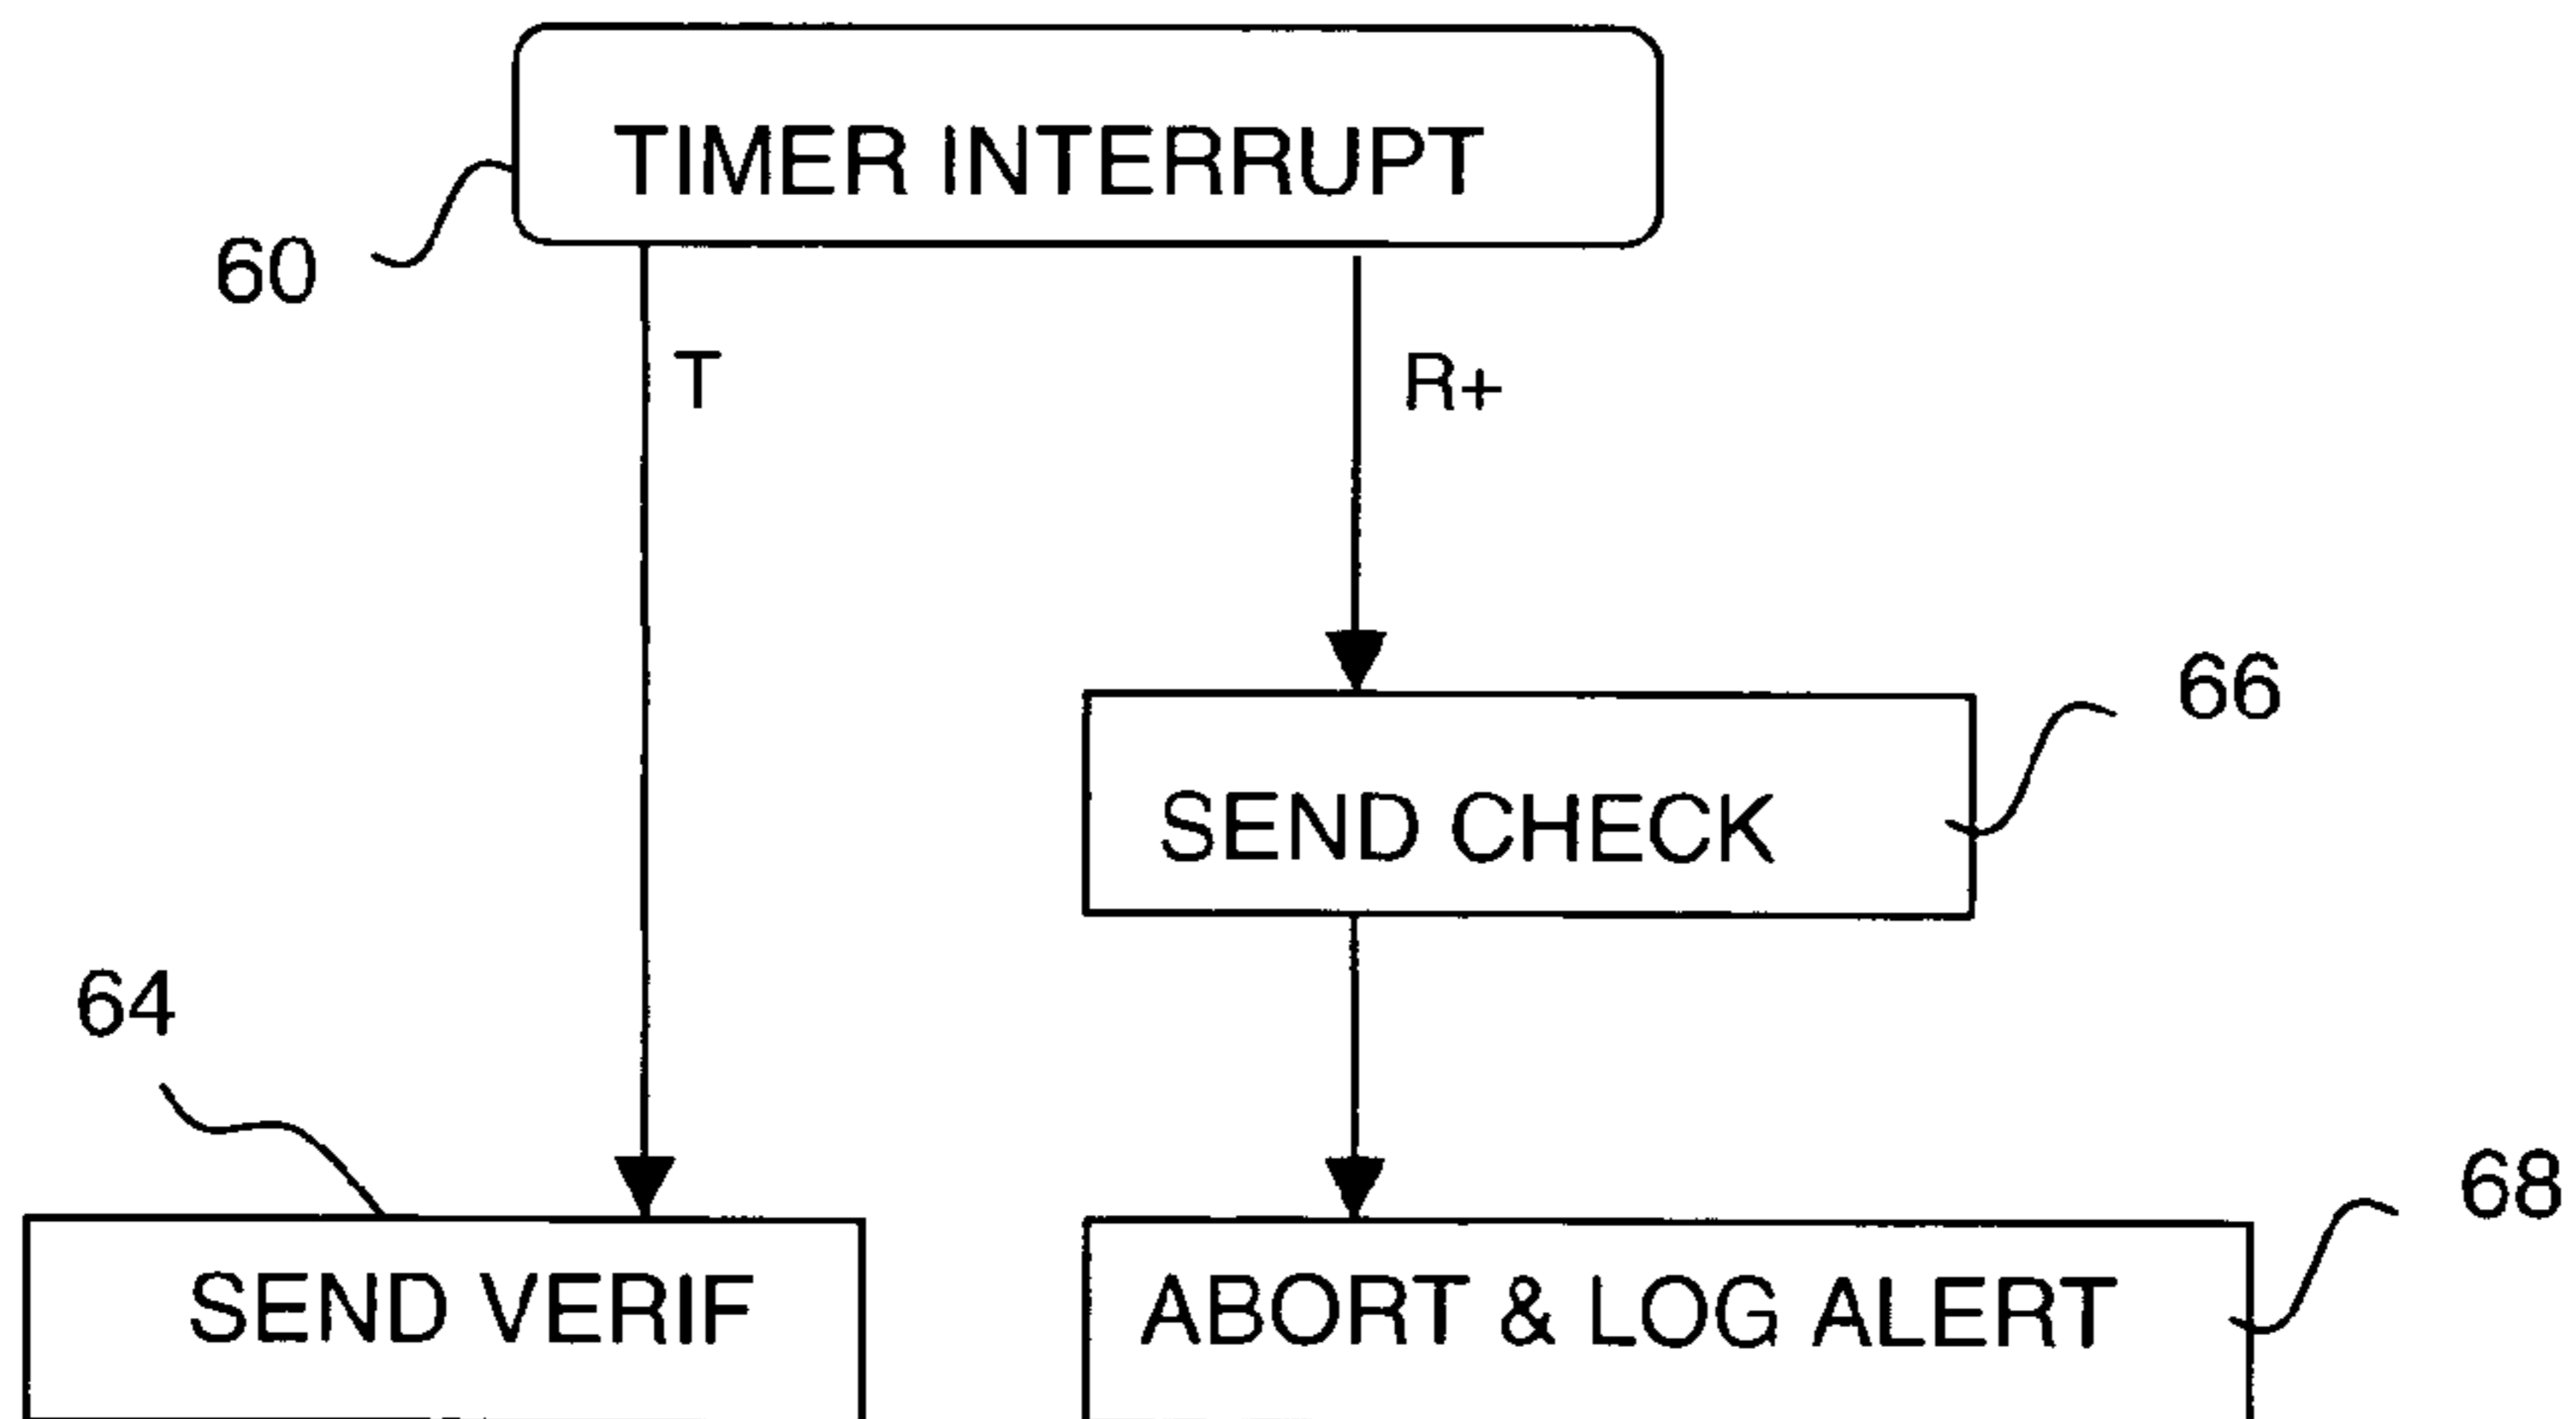 TIMER INTERRUPT
60
T
R+
66
SEND CHECK
64
68
SEND VERIF
ABORT & LOG ALERT